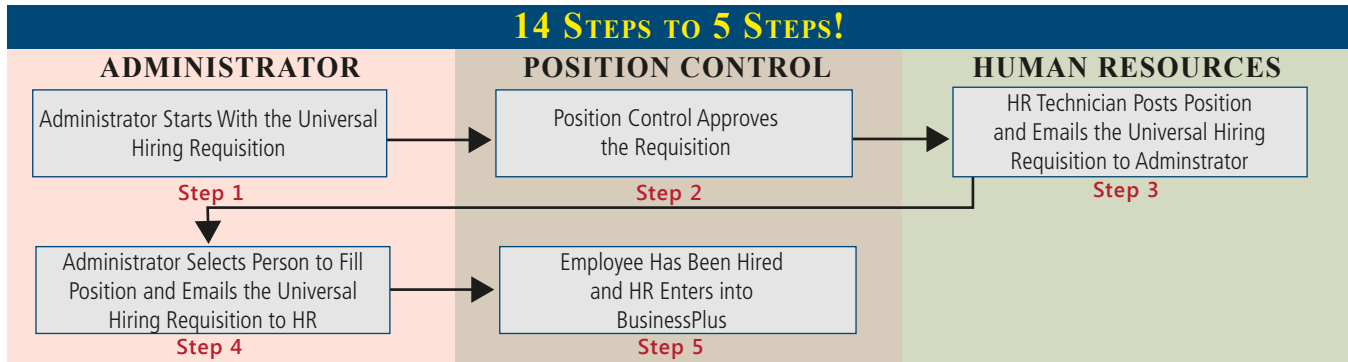 14 STEPS TO 5 STEPS!
ADMINISTRATOR
POSITION CONTROL
HUMAN RESOURCES
Administrator Starts With the Universal
Hiring Requisition
Step 1
Position Control Approves
the Requisition
Step 2
HR Technician Posts Position
and Emails the Universal Hiring
Requisition to Adminstrator
Step 3
Administrator Selects Person to Fill
Position and Emails the Universal
Hiring Requisition to HR
Step 4
Employee Has Been Hired
and HR Enters into
BusinessPlus
Step 5